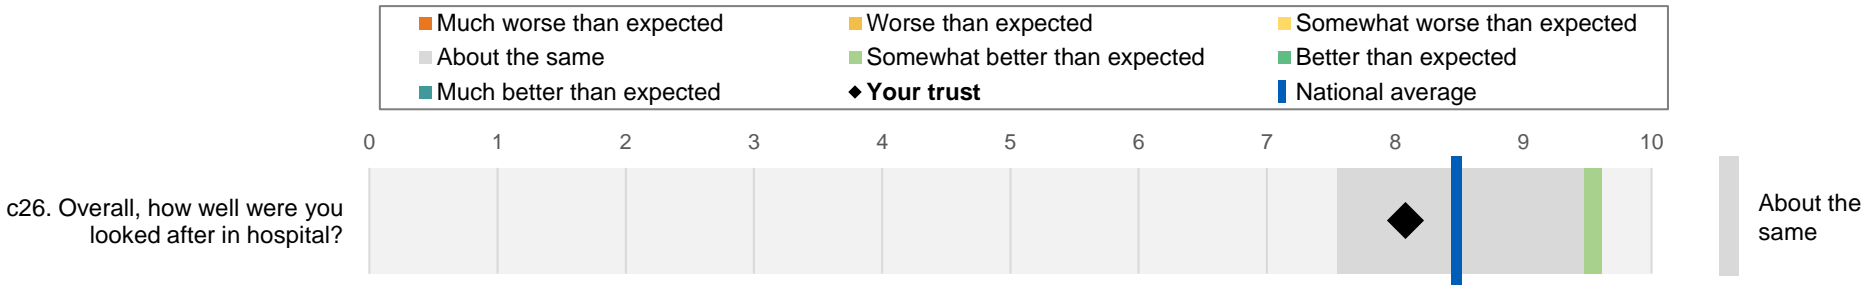 Much worse than expected
Worse than expected
Somewhat worse than expected
About the same
Somewhat better than expected
Better than expected
Much better than expected
Your trust
National average
0 1 2 3 4 5 6 7 8 9 10
c26. Overall, how well were you
looked after in hospital?
About the
same